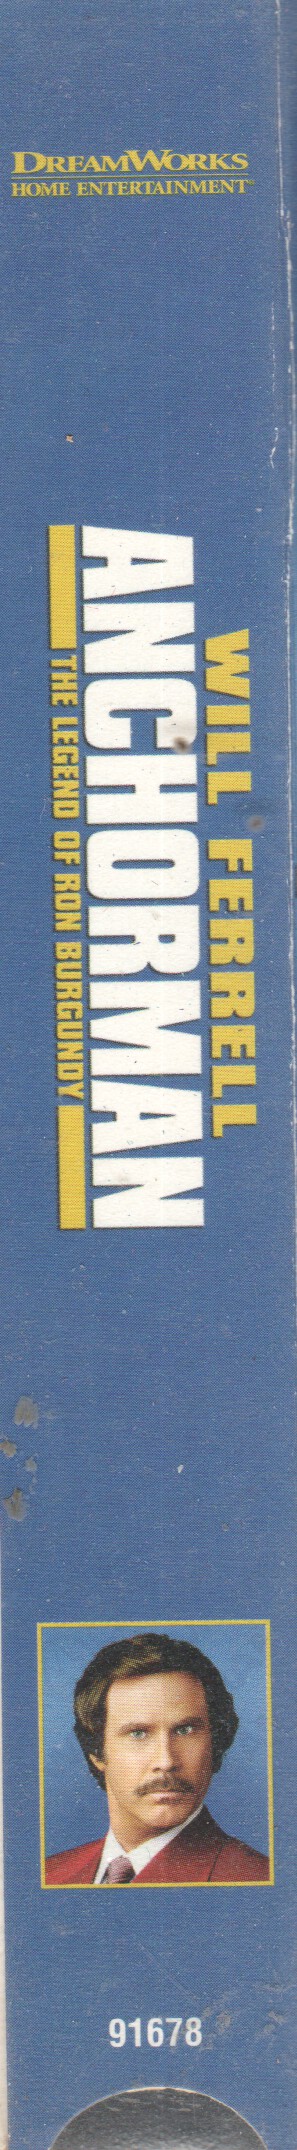 DREAMWORKS
HOME ENTERTAINMENT
WILL FERRELL
ANCHORMAN
THE LEGEND OF RON BURGUNDY
91678